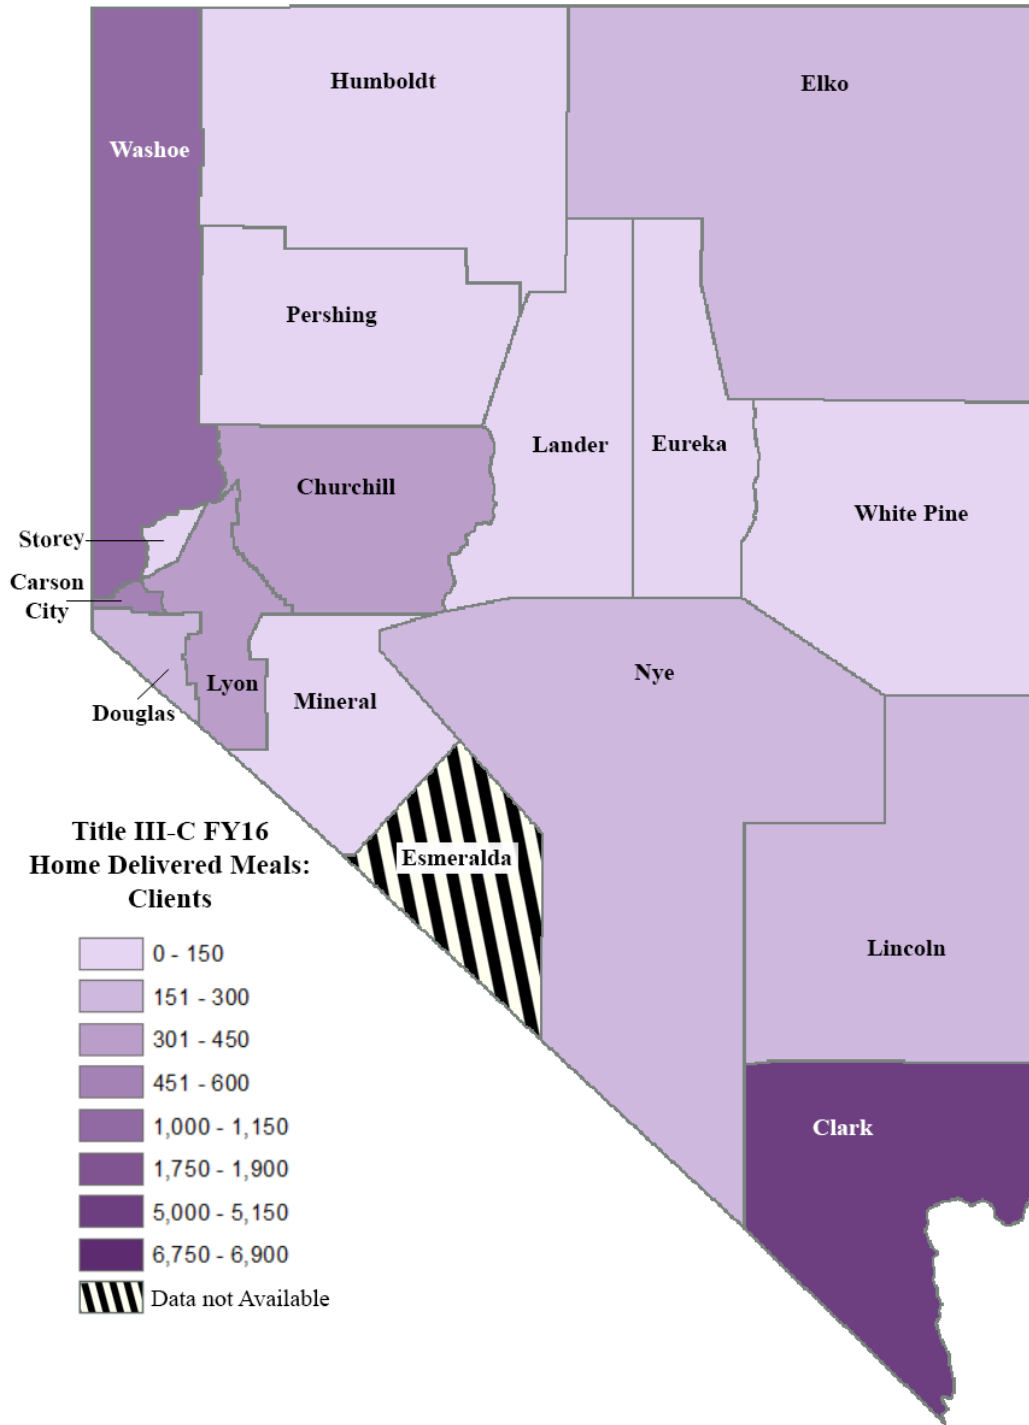 Humboldt
Elko
Washoe
Pershing
Lander
Eureka
Churchill
White Pine
Storey
Carson
City
Nye
Lyon
Mineral
Douglas
Title III-C FY16
Home Delivered Meals:
Clients
Esmeralda
Lincoln
Clark
0 - 150
151 - 300
301 - 450
451 - 600
1,000 - 1,150
1,750 - 1,900
5,000 - 5,150
6,750 - 6,900
Data not Available